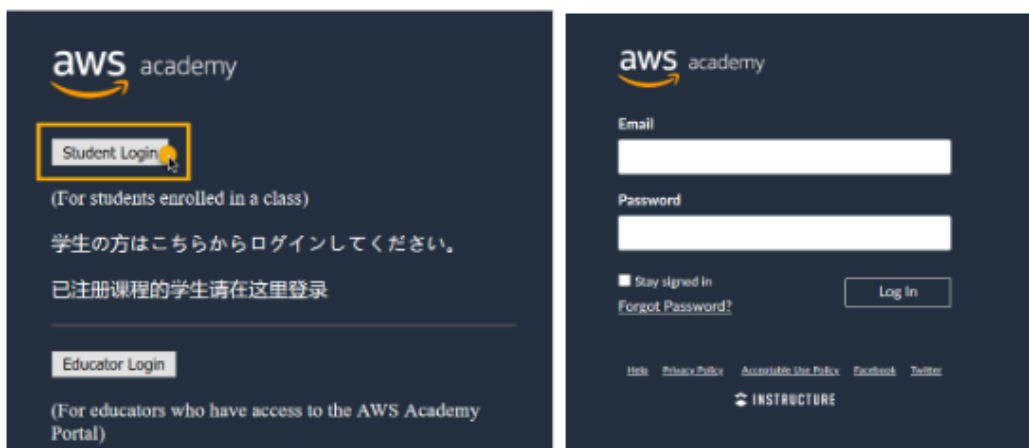 aws academy
Student Login
(For students enrolled in a class)
学生の方はこちらからログインしてください。
已注册课程的学生请在这里登录
Educator Login
(For educators who have access to the AWS Academy
Portal)
aws academy
Email
Password
Stay signed in
Log In
Forgot Password?
Help Privacy Policy Acceptable Use Policy Facebook Twitter
INSTRUCTURE